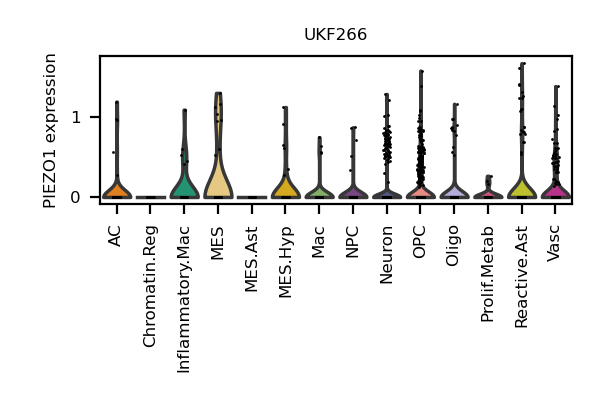 UKF266
PIEZO1 expression
1
0
AC
Chromatin.Reg
Inflammatory.Mac
MES
MES.Ast
MES.Hyp
Mac
NPC
Neuron
OPC
Oligo
Prolif.Metab
Reactive.Ast
Vasc